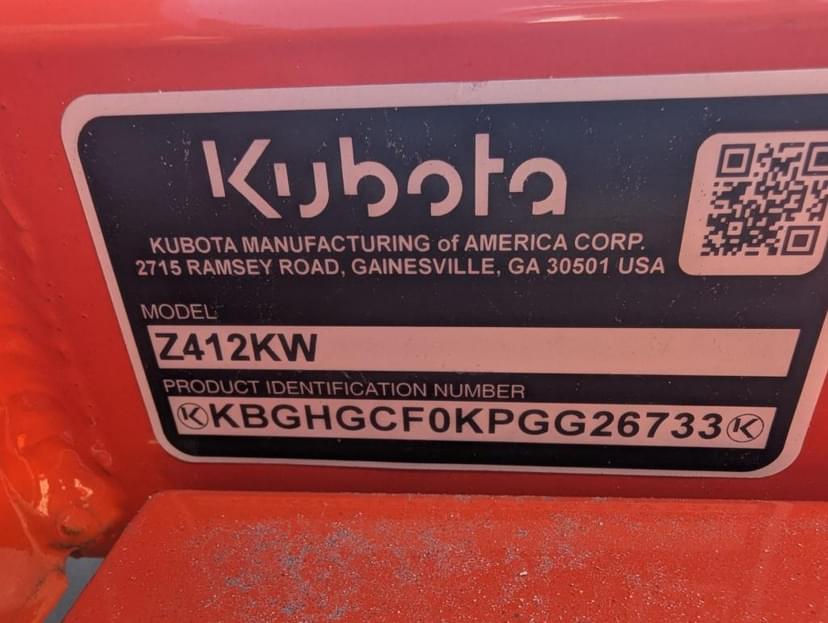 Kubota
KUBOTA MANUFACTURING of AMERICA CORP.
2715 RAMSEY ROAD, GAINESVILLE, GA 30501 USA
MODEL
Z412KW
PRODUCT IDENTIFICATION NUMBER
KBGHGCF0KPGG26733